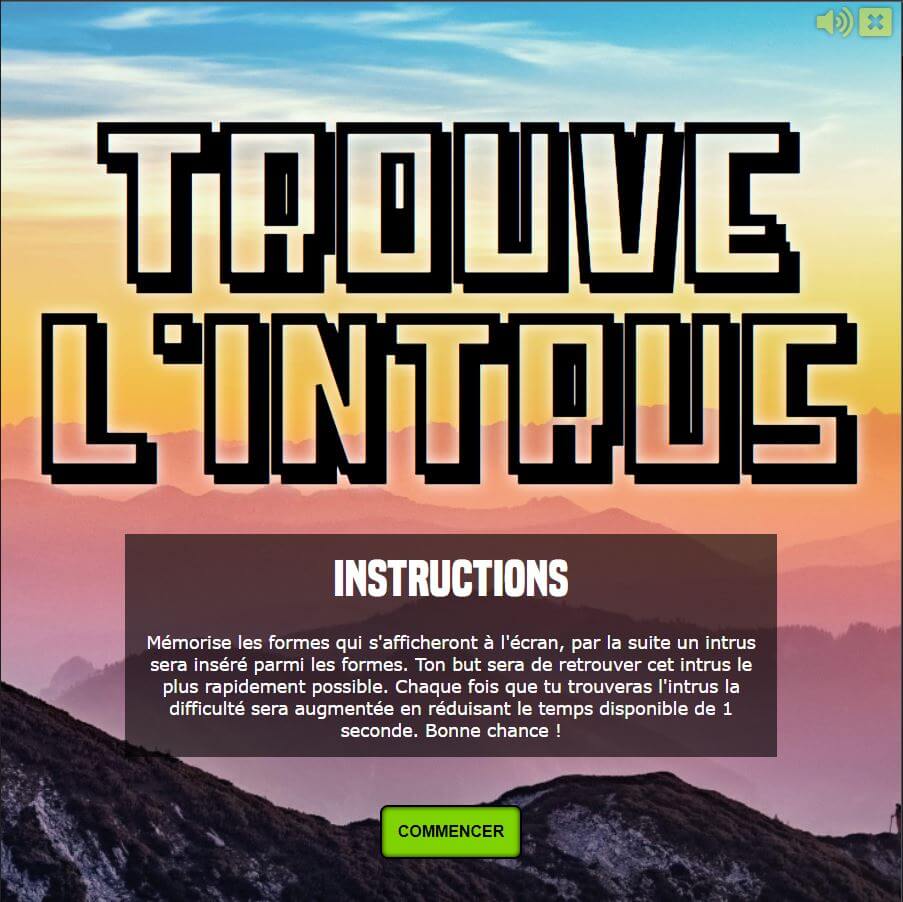 TROUVE
L'INTRUS
INSTRUCTIONS
Mémorise les formes qui s'afficheront à l'écran, par la suite un intrus
sera inséré parmi les formes. Ton but sera de retrouver cet intrus le
plus rapidement possible. Chaque fois que tu trouveras l'intrus la
difficulté sera augmentée en réduisant le temps disponible de 1
seconde. Bonne chance !
COMMENCER